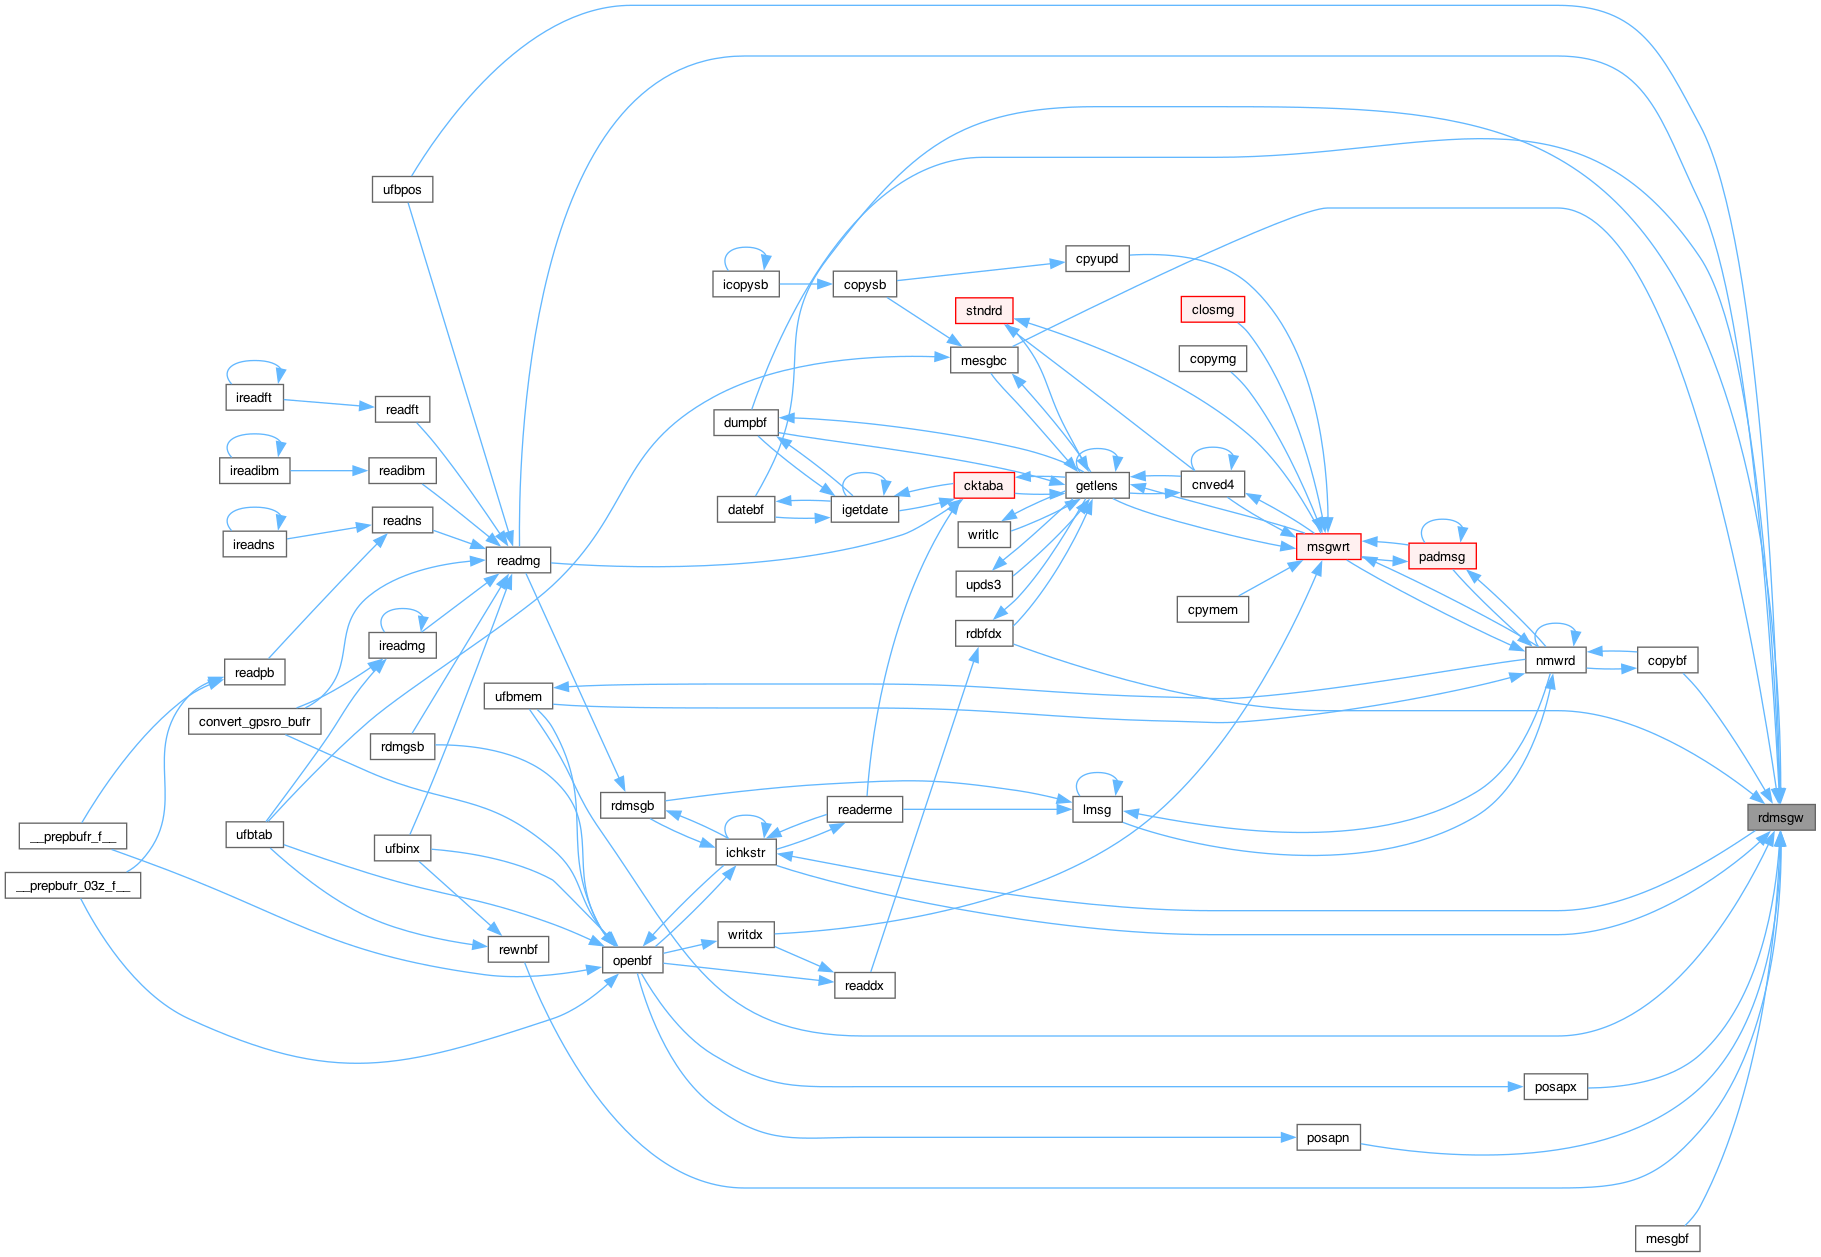 ufbpos
cpyupd
icopysb
copysb
stndrd
closmg
mesgbc
copymg
ireadft
readft
dumpbf
ireadibm
readibm
cktaba
getlens
cnved4
datebf
igetdate
readns
writlc
ireadns
readmg
msgwrt
padmsg
upds3
cpymem
rdbfdx
ireadmg
nmwrd
copybf
readpb
ufbmem
convert_gpsro_bufr
rdmgsb
rdmsgb
readerme
lmsg
rdmsgw
__prepbufr_f__
ufbtab
ufbinx
ichkstr
__prepbufr_03z_f__
writdx
rewnbf
openbf
readdx
posapx
posapn
mesgbf